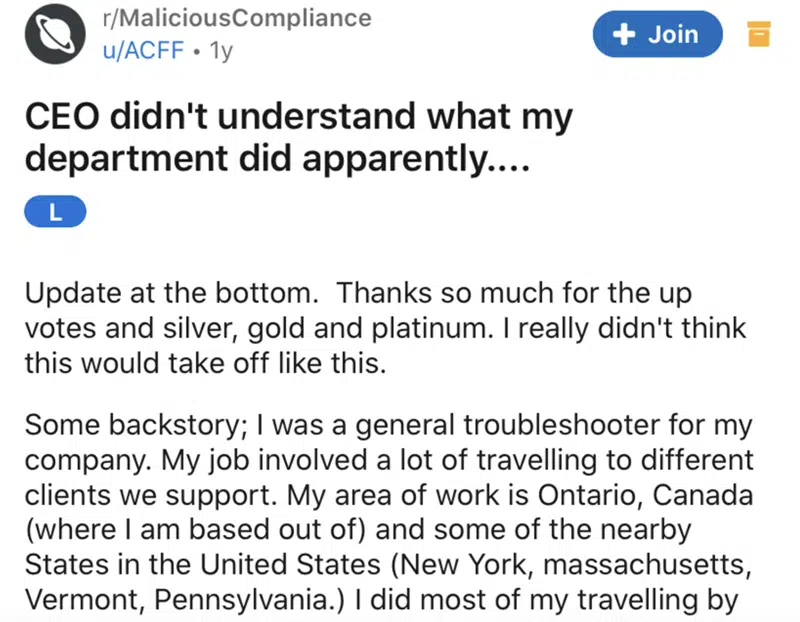 r/MaliciousCompliance
u/ACFF • 1y
+ Join
CEO didn't understand what my
department did apparently....
L
Update at the bottom.  Thanks so much for the up
votes and silver, gold and platinum. I really didn't think
this would take off like this.
Some backstory; I was a general troubleshooter for my
company. My job involved a lot of travelling to different
clients we support. My area of work is Ontario, Canada
(where I am based out of) and some of the nearby
States in the United States (New York, massachusetts,
Vermont, Pennsylvania.) I did most of my travelling by